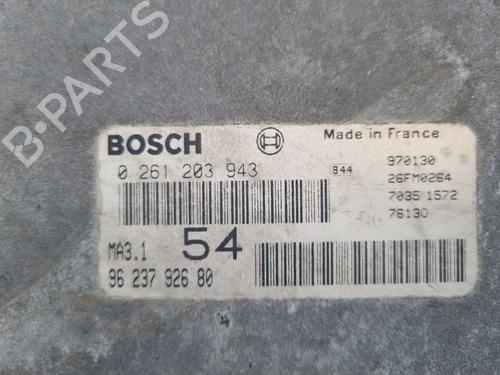 B-PARTS
BOSCH
Made in France
0 261 203 943
944
970130
26FM0264
7035 1572
76130
MA3.1
54
96 237 926 80